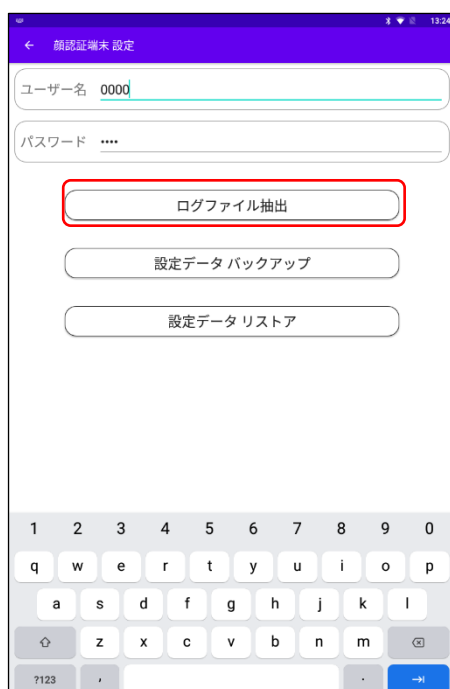 13:24
← 顔認証端末 設定
ユーザー名 0000
パスワード ••••
ログファイル抽出
設定データ バックアップ
設定データ リストア
1 2 3 4 5 6 7 8 9 0
q w e r t y u i o p
a s d f g h j k l
z x c v b n m
?123 , .